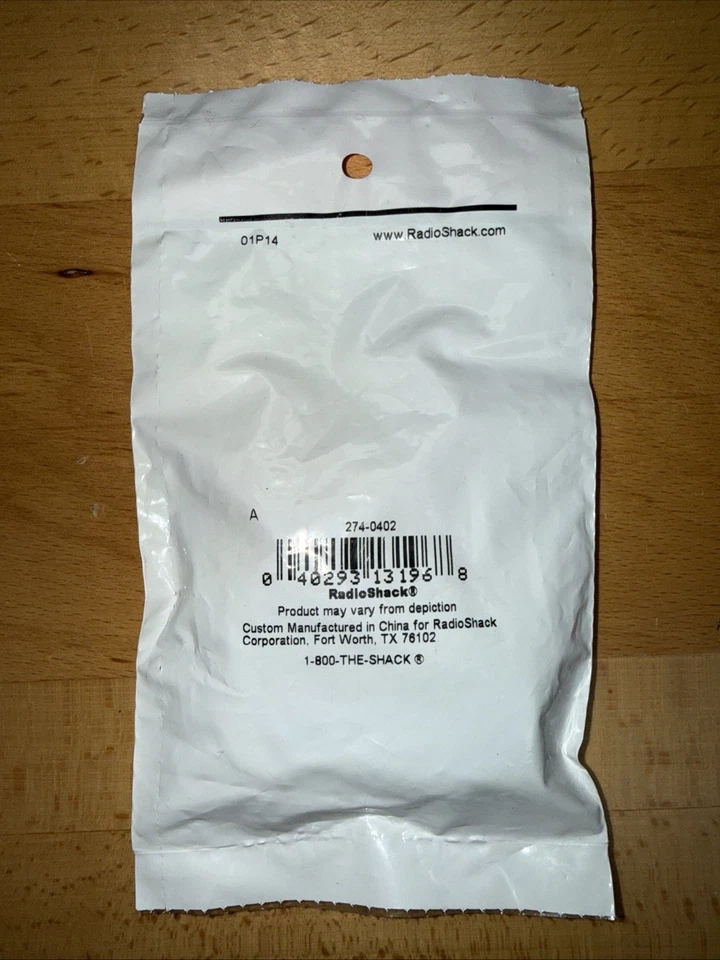 01P14 www.RadioShack.com
A
274-0402
0 40293 13196 8
RadioShack®
Product may vary from depiction
Custom Manufactured in China for RadioShack
Corporation, Fort Worth, TX 76102
1-800-THE-SHACK ®